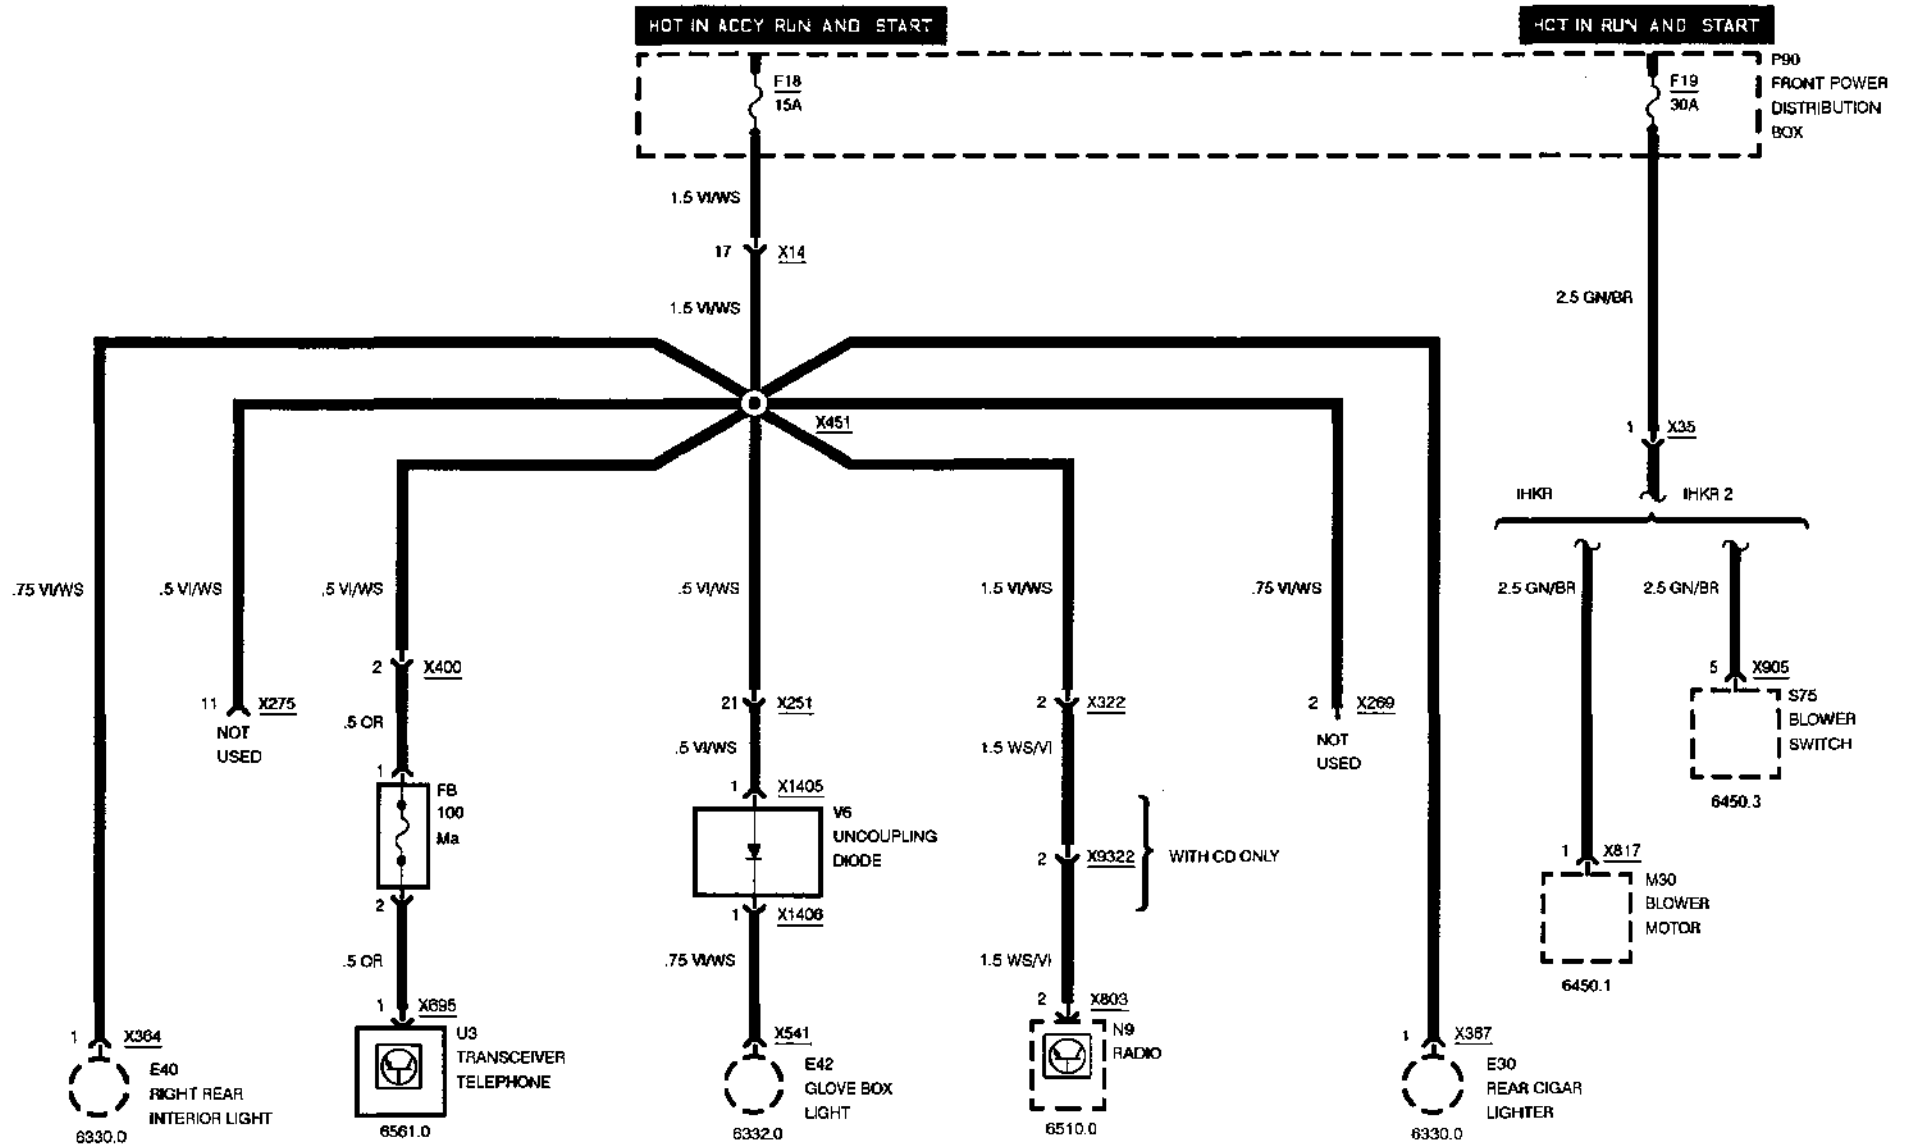 HOT IN ACCY RUN AND START
HOT IN RUN AND START
F18
15A
F19
30A
P90
FRONT POWER
DISTRIBUTION
BOX
1.5 VI/WS
17 X14
1.5 VI/WS
2.5 GN/BR
X451
1 X35
IHKR
IHKR 2
.75 VI/WS
.5 VI/WS
.5 VI/WS
.5 VI/WS
1.5 VI/WS
.75 VI/WS
2.5 GN/BR
2.5 GN/BR
2 X400
5 X905
11 X275
NOT
USED
.5 OR
21 X251
2 X322
2 X269
NOT
USED
S75
BLOWER
SWITCH
6450.3
.5 VI/WS
1.5 WS/VI
1
FB
100
Ma
2
1 X1405
V6
UNCOUPLING
DIODE
1 X1406
2 X9322
WITH CD ONLY
1 X817
M30
BLOWER
MOTOR
6450.1
.5 OR
.75 VI/WS
1.5 WS/VI
1 X364
E40
RIGHT REAR
INTERIOR LIGHT
6330.0
1 X695
U3
TRANSCEIVER
TELEPHONE
6561.0
X541
E42
GLOVE BOX
LIGHT
6332.0
2 X803
N9
RADIO
6510.0
1 X387
E30
REAR CIGAR
LIGHTER
6330.0